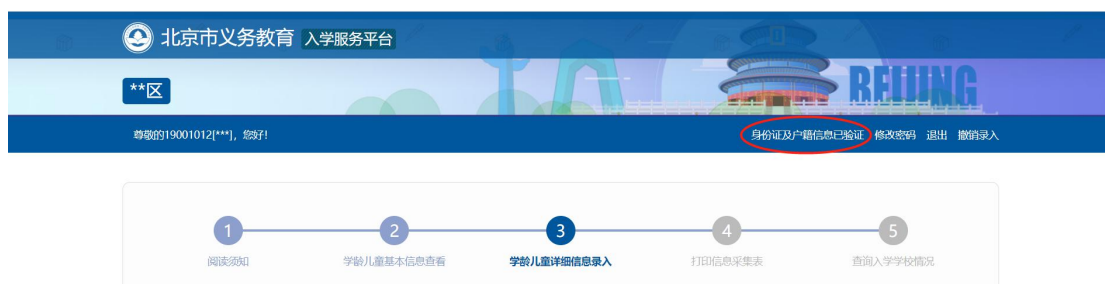 北京市义务教育 入学服务平台
**区
BEIJING
尊敬的19001012[***]，您好！
身份证及户籍信息已验证 修改密码 退出 撤销录入
1 2 3 4 5
阅读须知 学龄儿童基本信息查看 学龄儿童详细信息录入 打印信息采集表 查询入学学校情况